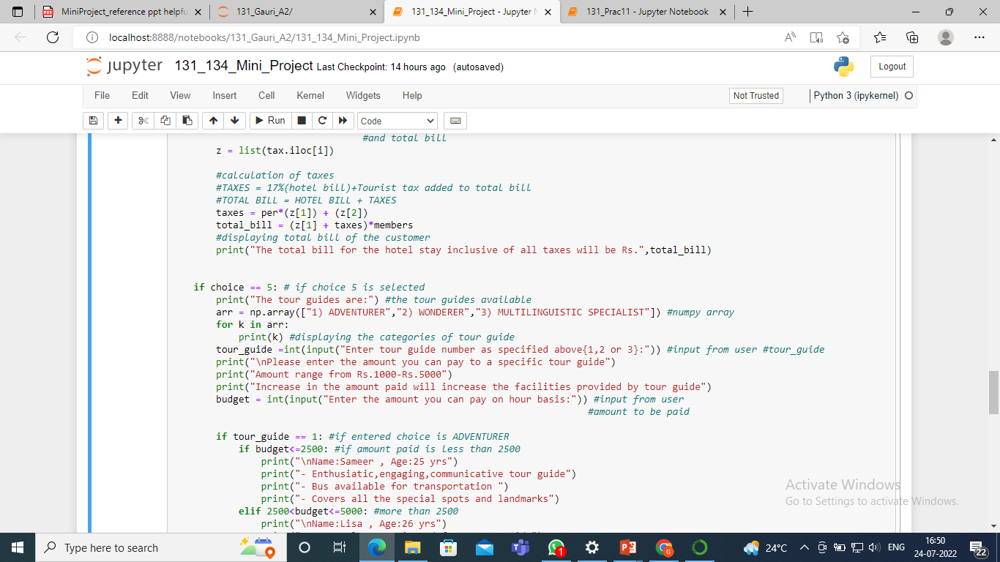 MiniProject_reference ppt helpfu
131_Gauri_A2/
131_134_Mini_Project - Jupyter N
131_Prac11 - Jupyter Notebook
localhost:8888/notebooks/131_Gauri_A2/131_134_Mini_Project.ipynb
jupyter 131_134_Mini_Project Last Checkpoint: 14 hours ago (autosaved)
Logout
File Edit View Insert Cell Kernel Widgets Help
Not Trusted
Python 3 (ipykernel)
Run
Code
#and total bill
z = list(tax.iloc[i])
#calculation of taxes
#TAXES = 17%(hotel bill)+Tourist tax added to total bill
#TOTAL BILL = HOTEL BILL + TAXES
taxes = per*(z[1]) + (z[2])
total_bill = (z[1] + taxes)*members
#displaying total bill of the customer
print("The total bill for the hotel stay inclusive of all taxes will be Rs.",total_bill)
if choice == 5: # if choice 5 is selected
print("The tour guides are:") #the tour guides available
arr = np.array(["1) ADVENTURER","2) WONDERER","3) MULTILINGUISTIC SPECIALIST"]) #numpy array
for k in arr:
print(k) #displaying the categories of tour guide
tour_guide =int(input("Enter tour guide number as specified above{1,2 or 3}:")) #input from user #tour_guide
print("\nPlease enter the amount you can pay to a specific tour guide")
print("Amount range from Rs.1000-Rs.5000")
print("Increase in the amount paid will increase the facilities provided by tour guide")
budget = int(input("Enter the amount you can pay on hour basis:")) #input from user
#amount to be paid
if tour_guide == 1: #if entered choice is ADVENTURER
if budget<=2500: #if amount paid is less than 2500
print("\nName:Sameer , Age:25 yrs")
print("- Enthusiatic,engaging,communicative tour guide")
print("- Bus available for transportation ")
print("- Covers all the special spots and landmarks")
elif 2500<budget<=5000: #more than 2500
print("\nName:Lisa , Age:26 yrs")
Activate Windows
Go to Settings to activate Windows.
Type here to search
1
24°C
ENG
16:50
24-07-2022
22